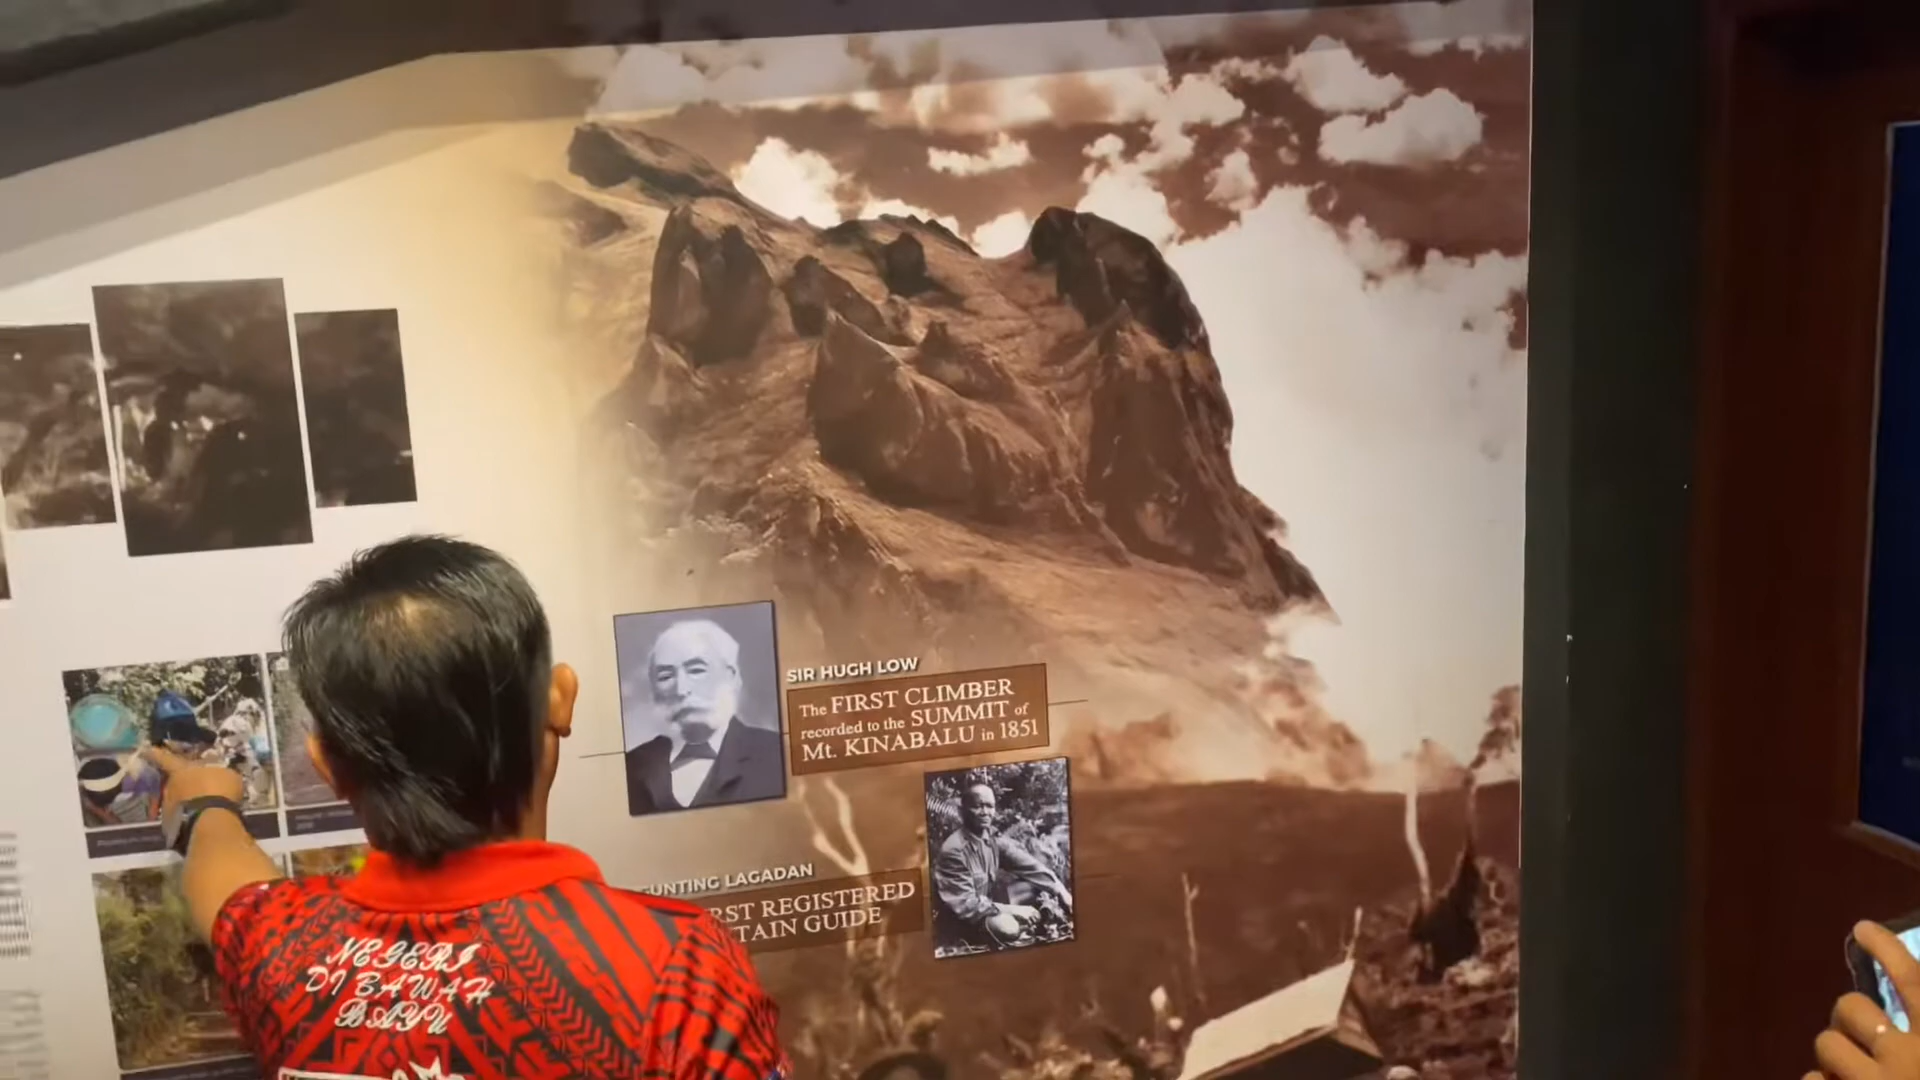 SIR HUGH LOW
The FIRST CLIMBER
recorded to the SUMMIT of
Mt. KINABALU in 1851
GUNTING LAGADAN
RST REGISTERED
TAIN GUIDE
NEGERI
DI BAWAH
BAYU